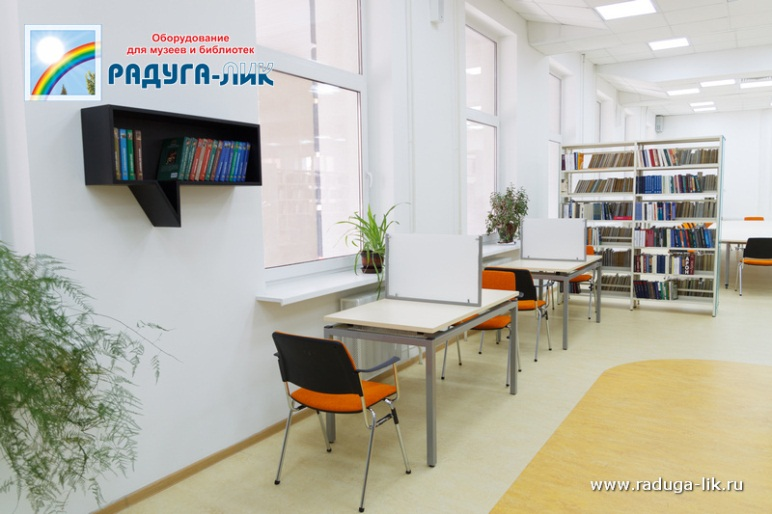 Оборудование
для музеев и библиотек
РАДУГА-ЛИК
www.raduga-lik.ru